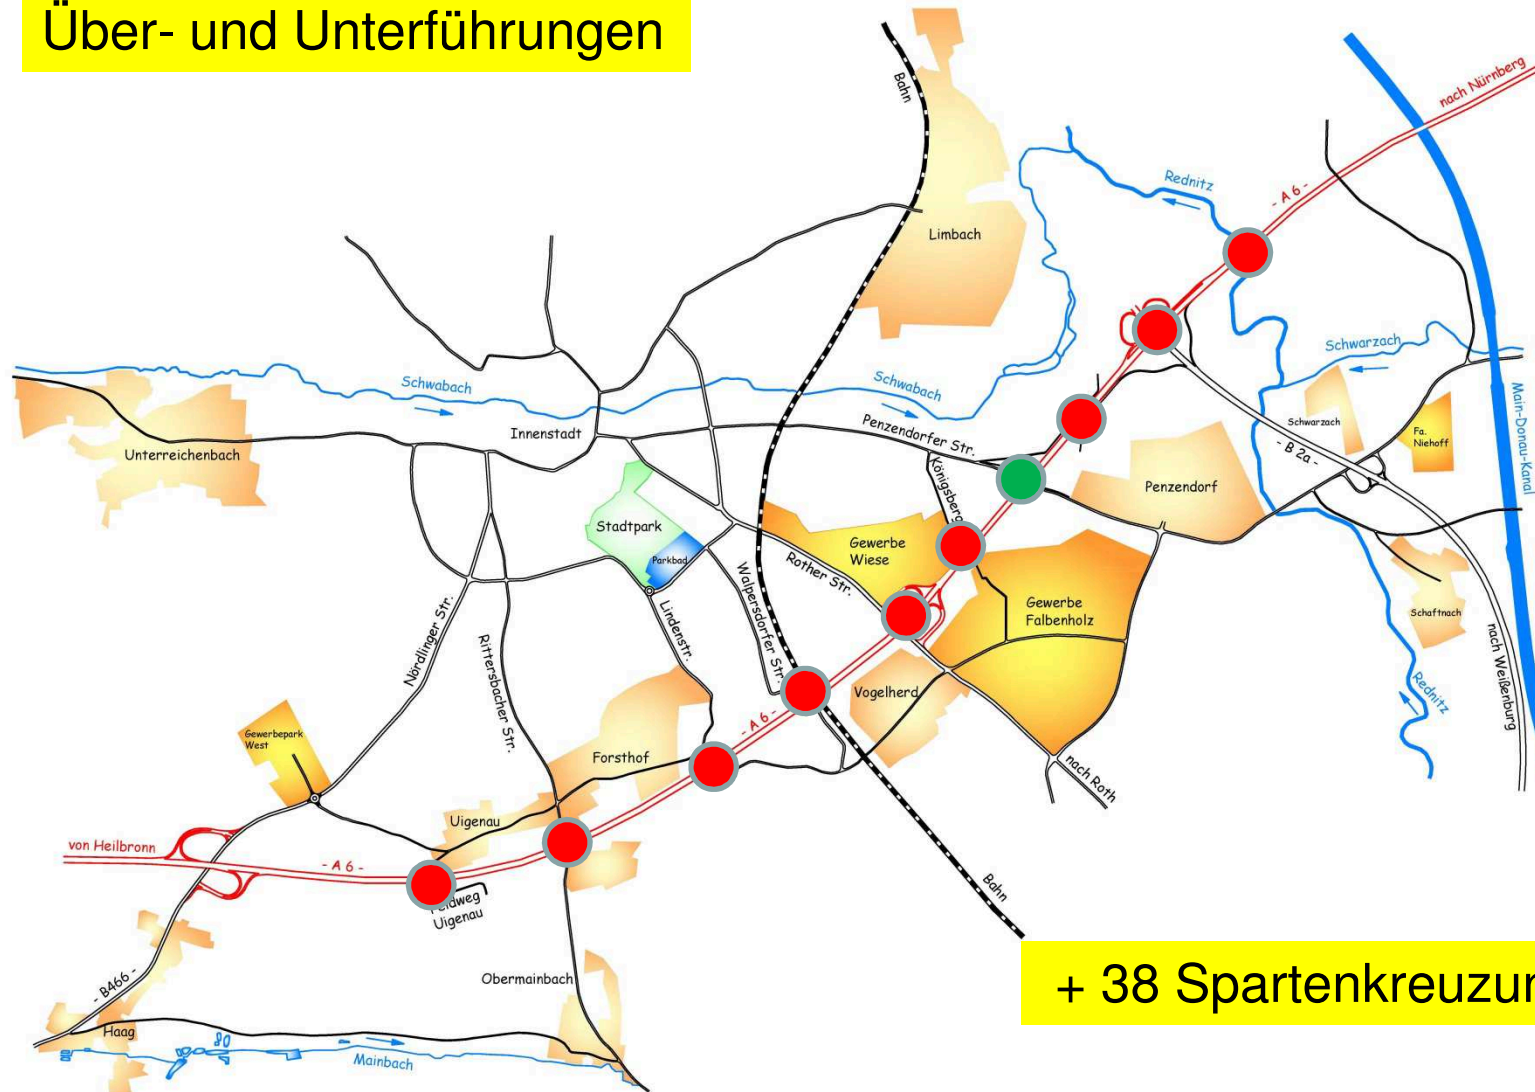 Über- und Unterführungen
nach Nürnberg
Bahn
Rednitz
- A 6 -
Limbach
Schwarzach
Schwabach
Schwabach
Main-Donau-Kanal
Innenstadt
Penzendorfer Str.
Schwarzach
Fa.
Niehoff
- B 2a -
Unterreichenbach
Königsberg
Penzendorf
Stadtpark
Parkbad
Gewerbe
Wiese
Rother Str.
Walpersdorfer Str.
Gewerbe
Falbenholz
Schaftnach
Lindenstr.
Nördlinger Str.
Rittersbacher Str.
nach Weißenburg
Vogelherd
Rednitz
- A 6 -
Gewerbepark
West
Forsthof
nach Roth
Uigenau
von Heilbronn
- A 6 -
Uigenau
Bahn
Obermainbach
- B466 -
+ 38
Haag
Mainbach